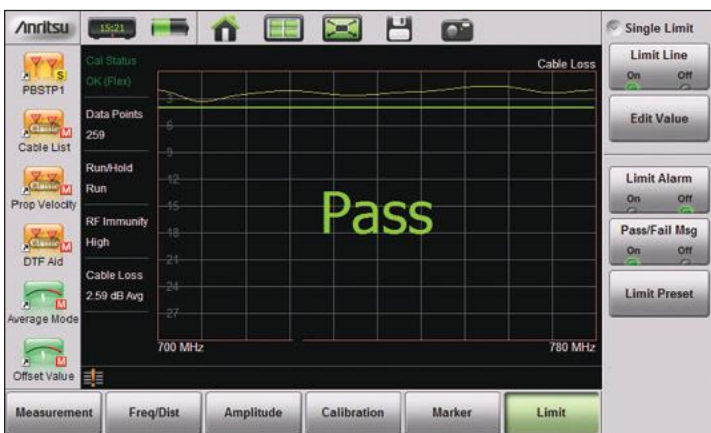 Anritsu
15:21
Single Limit
PBSTP1
Classic
Cable List
Classic
Prop Velocity
Classic
DTF Aid
Average Mode
Offset Value
S
M
M
M
M
M
Cal Status
OK (Flex)
Data Points
259
Run/Hold
Run
RF Immunity
High
Cable Loss
2.59 dB Avg
Cable Loss
-3
-6
-9
-12
-15
-18
-21
-24
-27
Pass
700 MHz
780 MHz
Limit Line
On Off
Edit Value
Limit Alarm
On Off
Pass/Fail Msg
On Off
Limit Preset
Measurement
Freq/Dist
Amplitude
Calibration
Marker
Limit